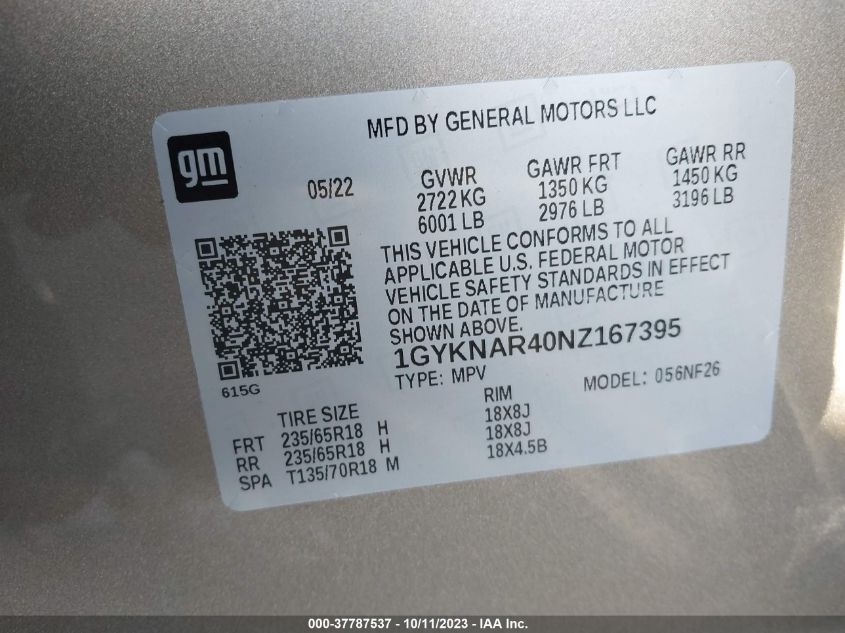 MFD BY GENERAL MOTORS LLC
gm
05/22 GVWR GAWR FRT GAWR RR
2722 KG 1350 KG 1450 KG
6001 LB 2976 LB 3196 LB
THIS VEHICLE CONFORMS TO ALL
APPLICABLE U.S. FEDERAL MOTOR
VEHICLE SAFETY STANDARDS IN EFFECT
ON THE DATE OF MANUFACTURE
SHOWN ABOVE.
1GYKNAR40NZ167395
TYPE: MPV MODEL: 056NF26
615G
TIRE SIZE RIM
FRT 235/65R18 H 18X8J
RR 235/65R18 H 18X8J
SPA T135/70R18 M 18X4.5B
000-37787537 - 10/11/2023 - IAA Inc.